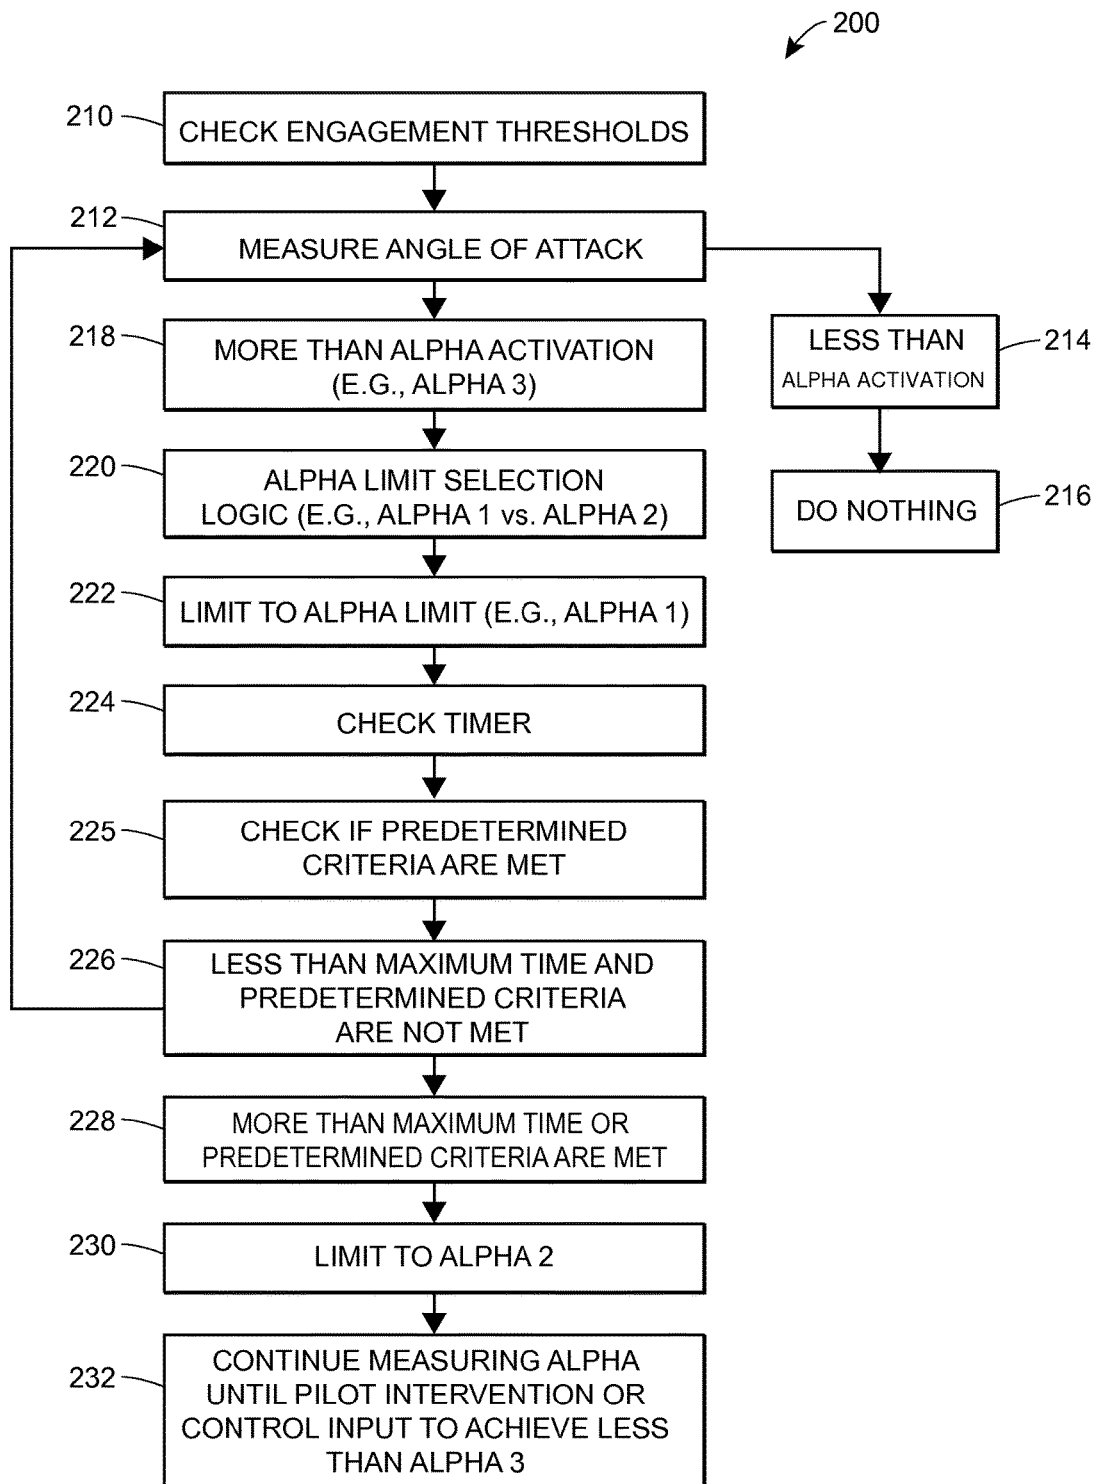 200
210
CHECK ENGAGEMENT THRESHOLDS
212
MEASURE ANGLE OF ATTACK
218
MORE THAN ALPHA ACTIVATION
(E.G., ALPHA 3)
LESS THAN
ALPHA ACTIVATION
214
220
ALPHA LIMIT SELECTION
LOGIC (E.G., ALPHA 1 vs. ALPHA 2)
DO NOTHING
216
222
LIMIT TO ALPHA LIMIT (E.G., ALPHA 1)
224
CHECK TIMER
225
CHECK IF PREDETERMINED
CRITERIA ARE MET
226
LESS THAN MAXIMUM TIME AND
PREDETERMINED CRITERIA
ARE NOT MET
228
MORE THAN MAXIMUM TIME OR
PREDETERMINED CRITERIA ARE MET
230
LIMIT TO ALPHA 2
232
CONTINUE MEASURING ALPHA
UNTIL PILOT INTERVENTION OR
CONTROL INPUT TO ACHIEVE LESS
THAN ALPHA 3